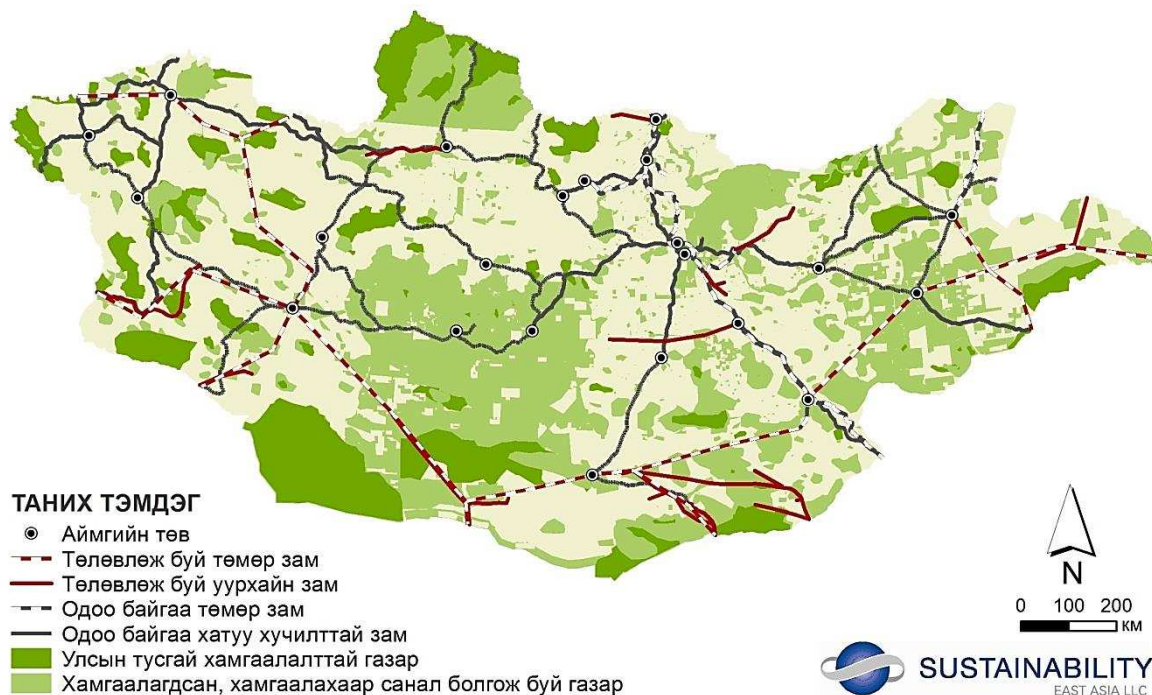 ТАНИХ ТЭМДЭГ
Аймгийн төв
Төлөвлөж буй төмөр зам
Төлөвлөж буй уурхайн зам
Одоо байгаа төмөр зам
Одоо байгаа хатуу хучилттай зам
Улсын тусгай хамгаалалттай газар
Хамгаалагдсан, хамгаалахаар санал болгож буй газар
N
0 100 200
КМ
SUSTAINABILITY
EAST ASIA LLC